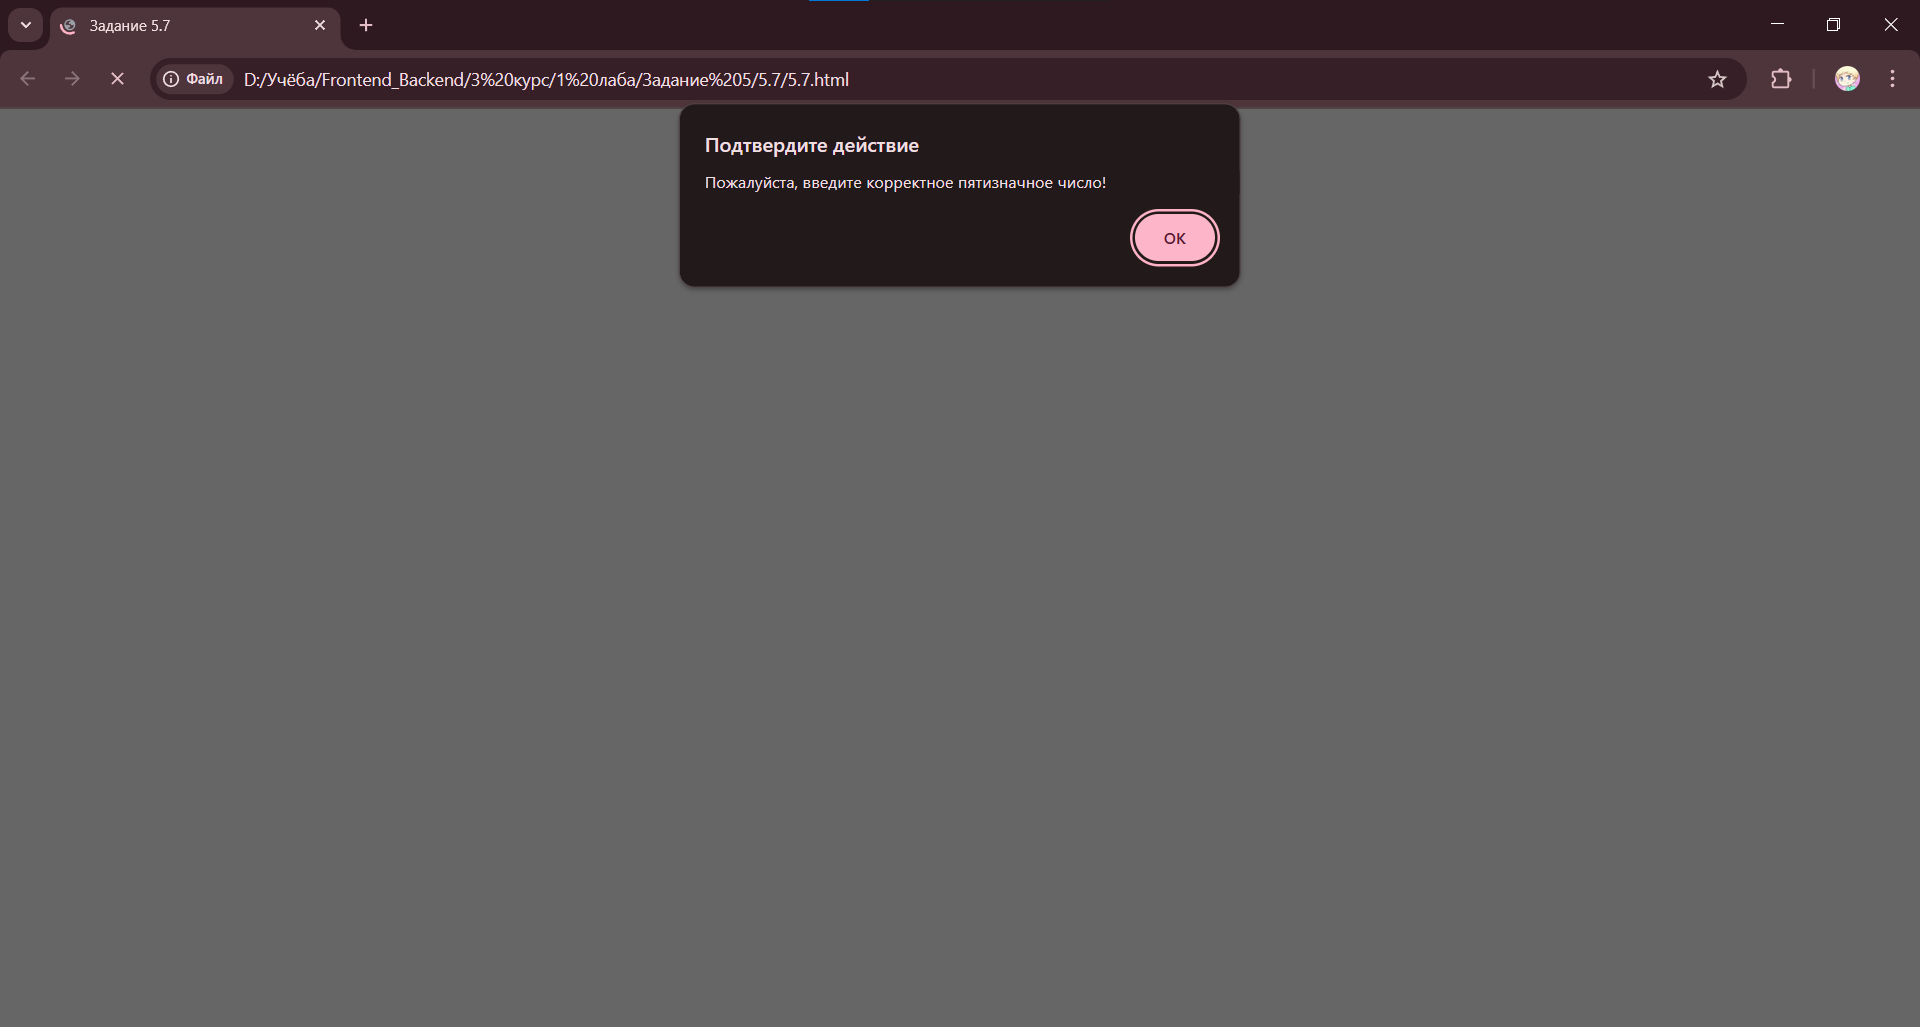 Задание 5.7
Файл
D:/Учёба/Frontend_Backend/3%20курс/1%20лаба/Задание%205/5.7/5.7.html
Подтвердите действие
Пожалуйста, введите корректное пятизначное число!
ОК